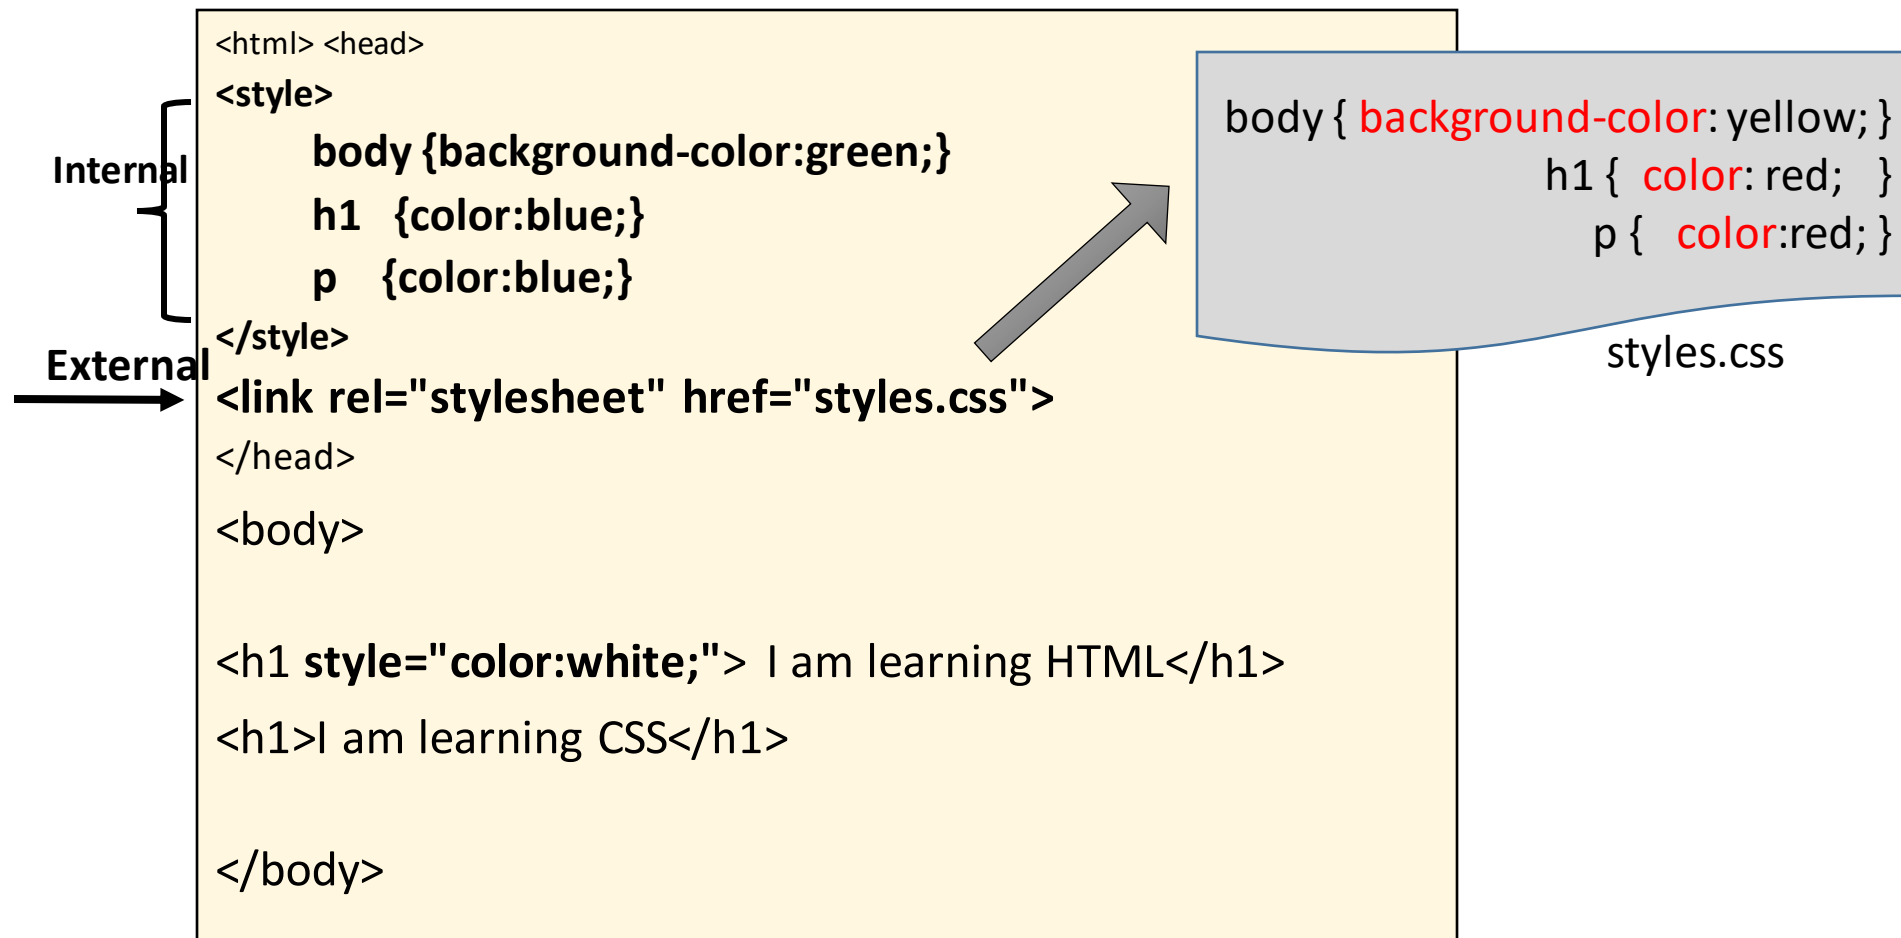 <html> <head>
<style>
body {background-color:green;}
h1 {color:blue;}
p {color:blue;}
</style>
<link rel="stylesheet" href="styles.css">
</head>
<body>
<h1 style="color:white;"> I am learning HTML</h1>
<h1>I am learning CSS</h1>
</body>
Internal
External
body { background-color: yellow; }
h1 { color: red; }
p { color:red; }
styles.css